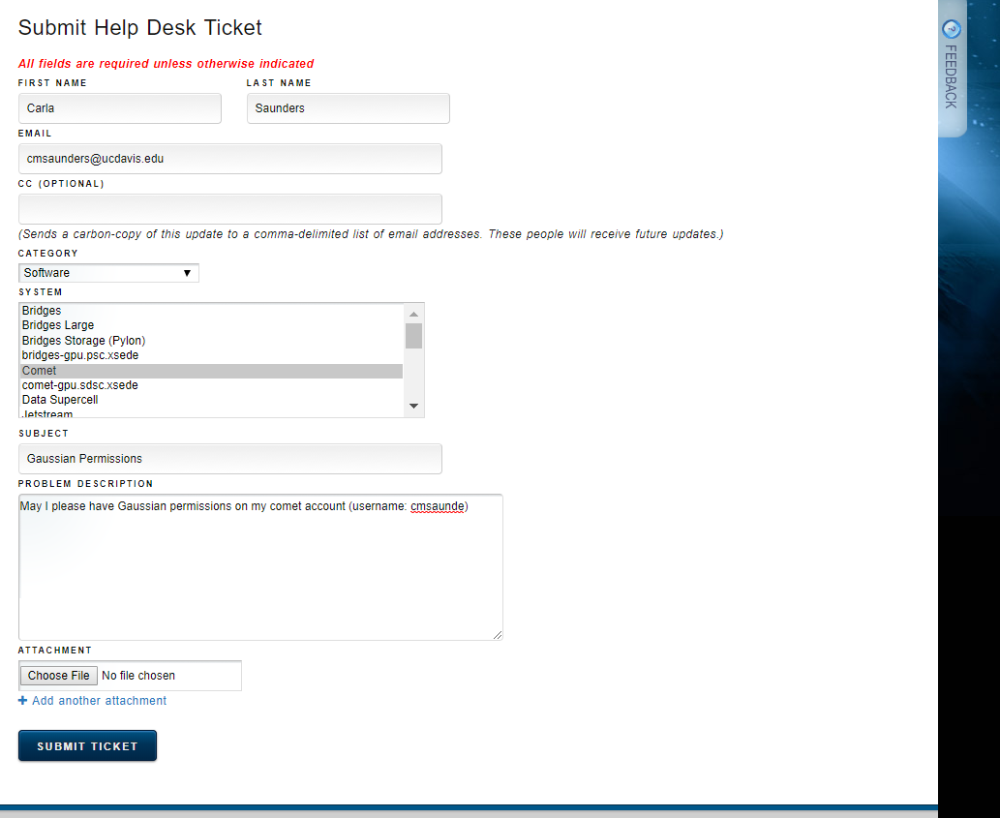 Submit Help Desk Ticket
All fields are required unless otherwise indicated
FIRST NAME LAST NAME
Carla Saunders
EMAIL
cmsaunders@ucdavis.edu
CC (OPTIONAL)
(Sends a carbon-copy of this update to a comma-delimited list of email addresses. These people will receive future updates.)
CATEGORY
Software
SYSTEM
Bridges
Bridges Large
Bridges Storage (Pylon)
bridges-gpu.psc.xsede
Comet
comet-gpu.sdsc.xsede
Data Supercell
Jetstream
SUBJECT
Gaussian Permissions
PROBLEM DESCRIPTION
May I please have Gaussian permissions on my comet account (username: cmsaunde)
ATTACHMENT
Choose File No file chosen
+ Add another attachment
SUBMIT TICKET
? FEEDBACK